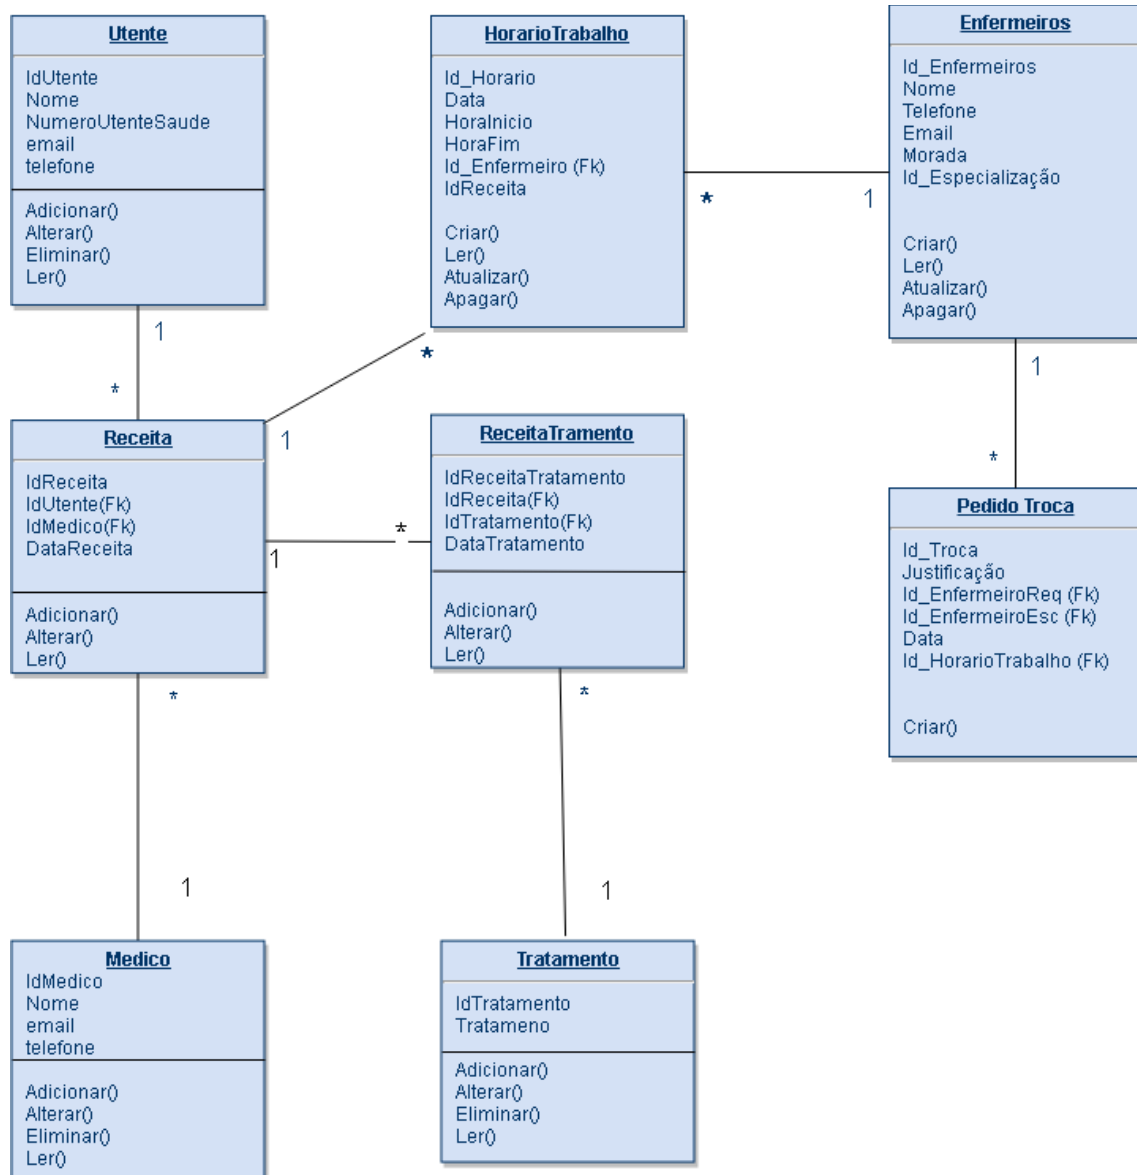 Utente
IdUtente
Nome
NumeroUtenteSaude
email
telefone
Adicionar()
Alterar()
Eliminar()
Ler()
1
*
HorarioTrabalho
Id_Horario
Data
HoraInicio
HoraFim
Id_Enfermeiro (Fk)
IdReceita
Criar()
Ler()
Atualizar()
Apagar()
*
1
*
1
Enfermeiros
Id_Enfermeiros
Nome
Telefone
Email
Morada
Id_Especialização
Criar()
Ler()
Atualizar()
Apagar()
1
*
Receita
IdReceita
IdUtente(Fk)
IdMedico(Fk)
DataReceita
Adicionar()
Alterar()
Ler()
1
*
*
1
ReceitaTramento
IdReceitaTratamento
IdReceita(Fk)
IdTratamento(Fk)
DataTratamento
Adicionar()
Alterar()
Ler()
*
1
Pedido Troca
Id_Troca
Justificação
Id_EnfermeiroReq (Fk)
Id_EnfermeiroEsc (Fk)
Data
Id_HorarioTrabalho (Fk)
Criar()
Medico
IdMedico
Nome
email
telefone
Adicionar()
Alterar()
Eliminar()
Ler()
Tratamento
IdTratamento
Tratameno
Adicionar()
Alterar()
Eliminar()
Ler()